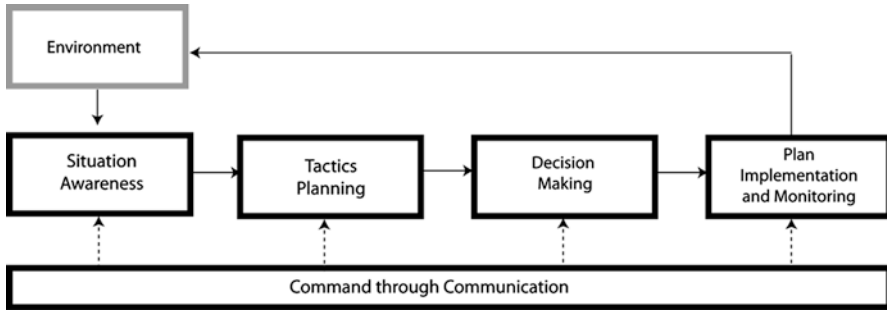 Environment
Situation
Awareness
Tactics
Planning
Decision
Making
Plan
Implementation
and Monitoring
Command through Communication